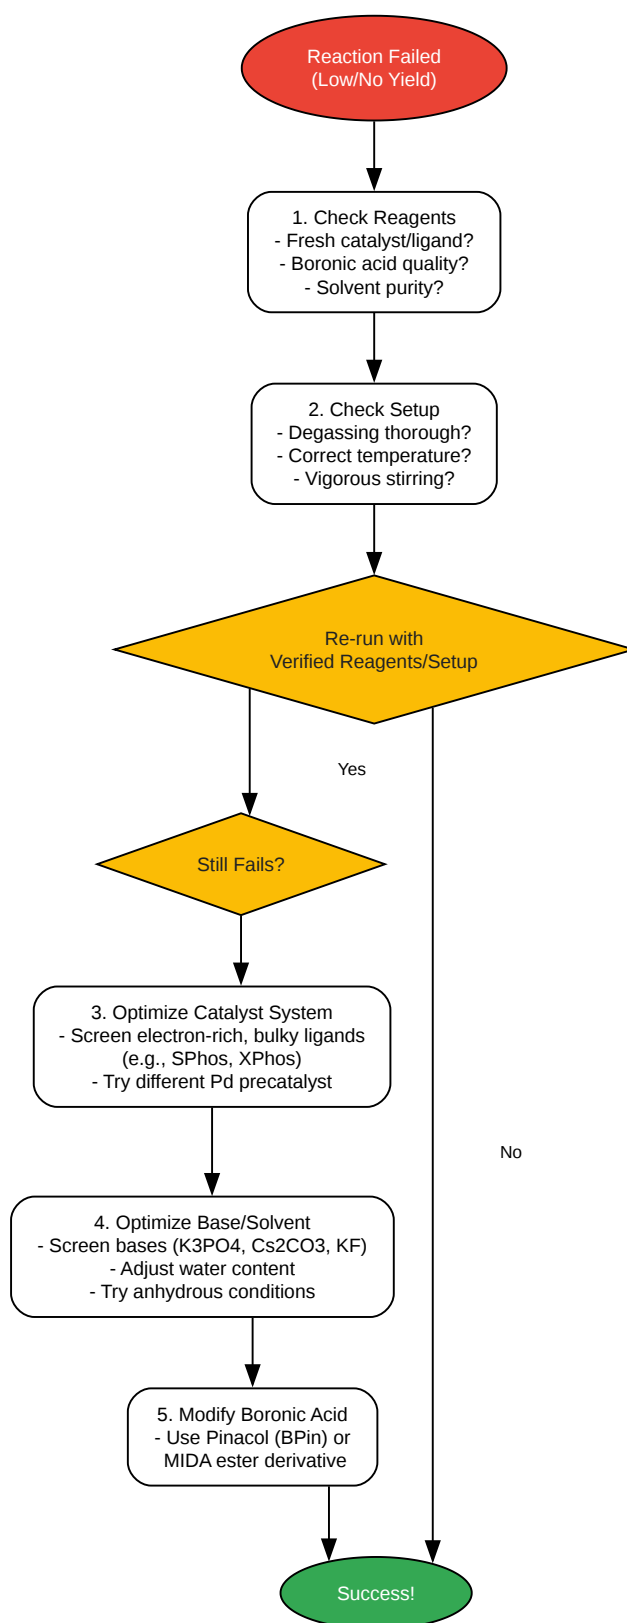 Reaction Failed
(Low/No Yield)
1. Check Reagents
- Fresh catalyst/ligand?
- Boronic acid quality?
- Solvent purity?
2. Check Setup
- Degassing thorough?
- Correct temperature?
- Vigorous stirring?
Re-run with
Verified Reagents/Setup
Yes
Still Fails?
3. Optimize Catalyst System
- Screen electron-rich, bulky ligands
(e.g., SPhos, XPhos)
- Try different Pd precatalyst
No
4. Optimize Base/Solvent
- Screen bases (K3PO4, Cs2CO3, KF)
- Adjust water content
- Try anhydrous conditions
5. Modify Boronic Acid
- Use Pinacol (BPin) or
MIDA ester derivative
Success!